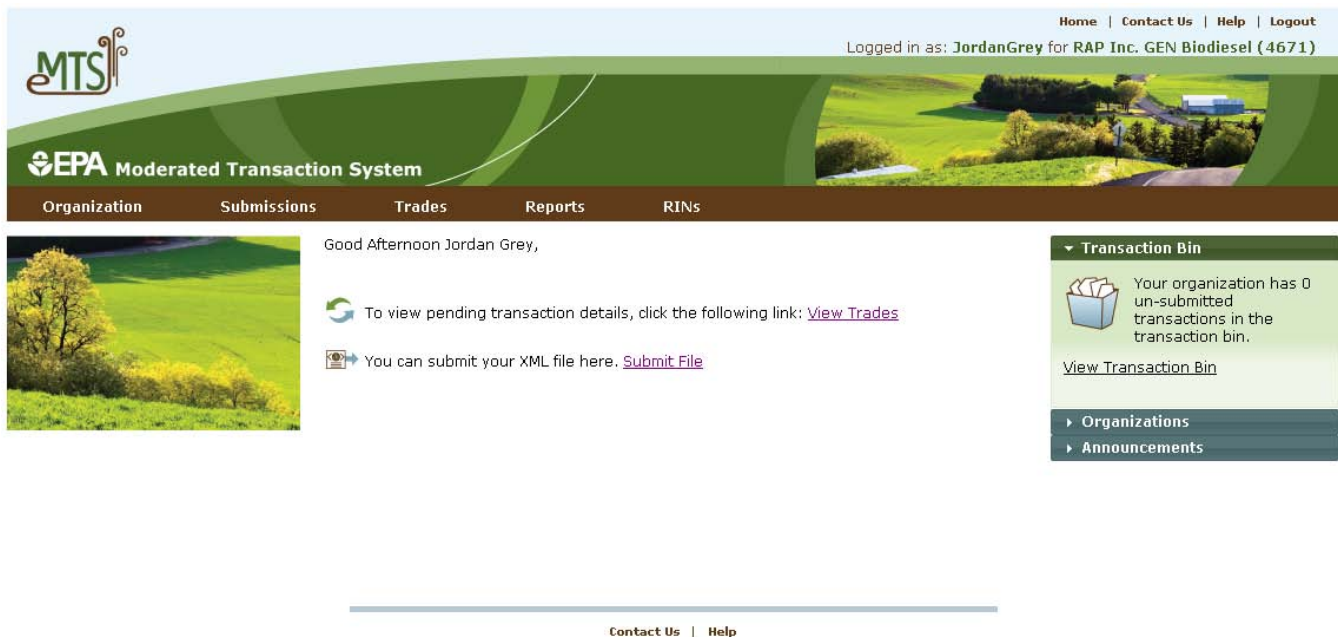 Home | Contact Us | Help | Logout
Logged in as: JordanGrey for RAP Inc. GEN Biodiesel (4671)
eMTS
EPA Moderated Transaction System
Organization Submissions Trades Reports RINs
Good Afternoon Jordan Grey,
To view pending transaction details, click the following link: View Trades
You can submit your XML file here. Submit File
Transaction Bin
Your organization has 0
un-submitted
transactions in the
transaction bin.
View Transaction Bin
Organizations
Announcements
Contact Us | Help